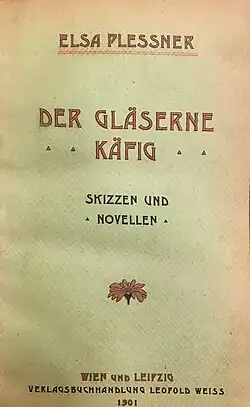 ELSA PLESSNER
DER GLÄSERNE
KÄFIG
SKIZZEN UND
NOVELLEN
WIEN UND LEIPZIG
VERLAGSBUCHHANDLUNG LEOPOLD WEISS
1901